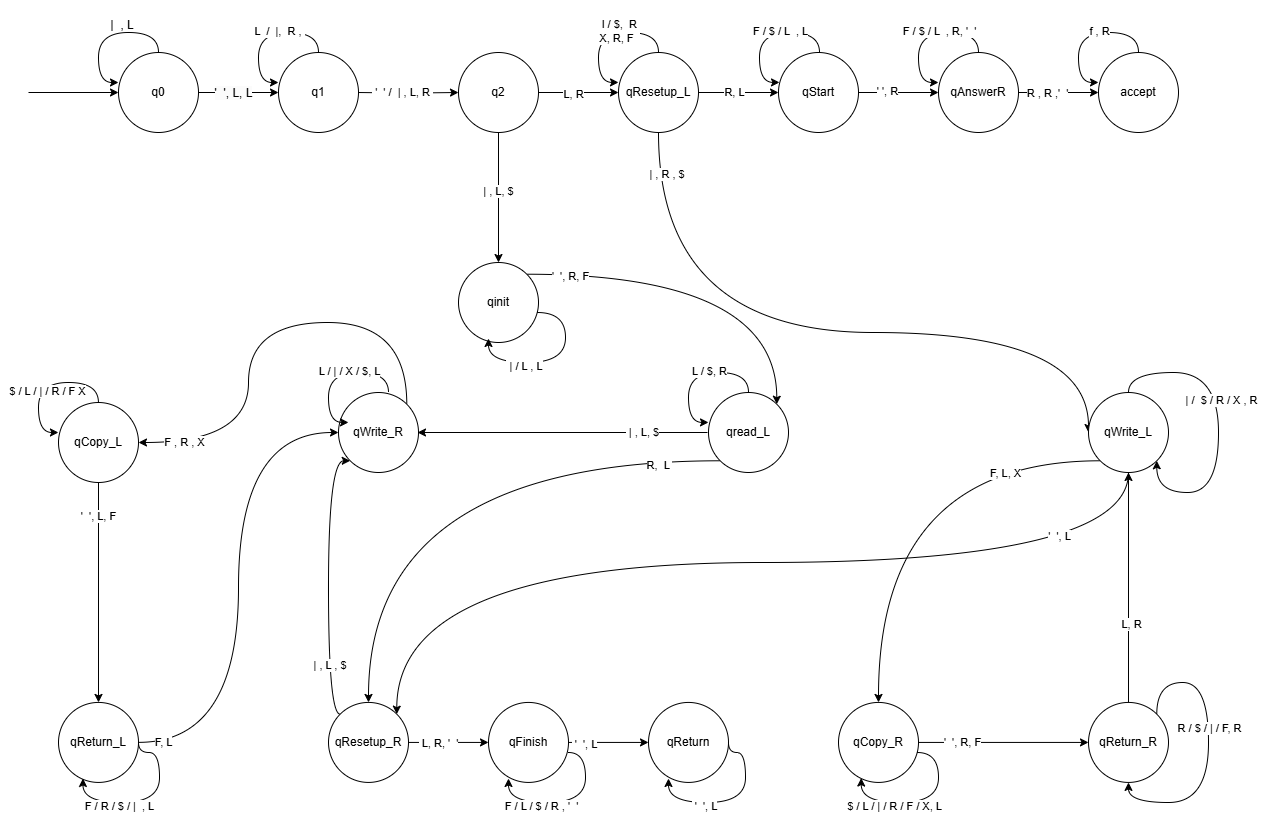 | , L
L / |, R ,
I / $, R
X, R, F
F / $ / L , L
F / $ / L , R, ' '
f , R
q0
' ', L, L
q1
' ' / | , L, R
q2
L, R
qResetup_L
R, L
qStart
' ', R
qAnswerR
R , R , ' '
accept
| , L, $
| , R , $
qinit
' ', R, F
| / L , L
$ / L / | / R / F X
L / | / X / $, L
L / $, R
| / $ / R / X , R
qCopy_L
F , R , X
qWrite_R
| , L, $
qread_L
qWrite_L
R, L
F, L, X
' ', L, F
' ', L
L, R
| , L , $
qReturn_L
F, L
qResetup_R
L, R, ' '
qFinish
' ', L
qReturn
qCopy_R
' ', R, F
qReturn_R
R / $ / | / F, R
F / R / $ / | , L
F / L / $ / R , ' '
' ', L
$ / L / | / R / F / X, L